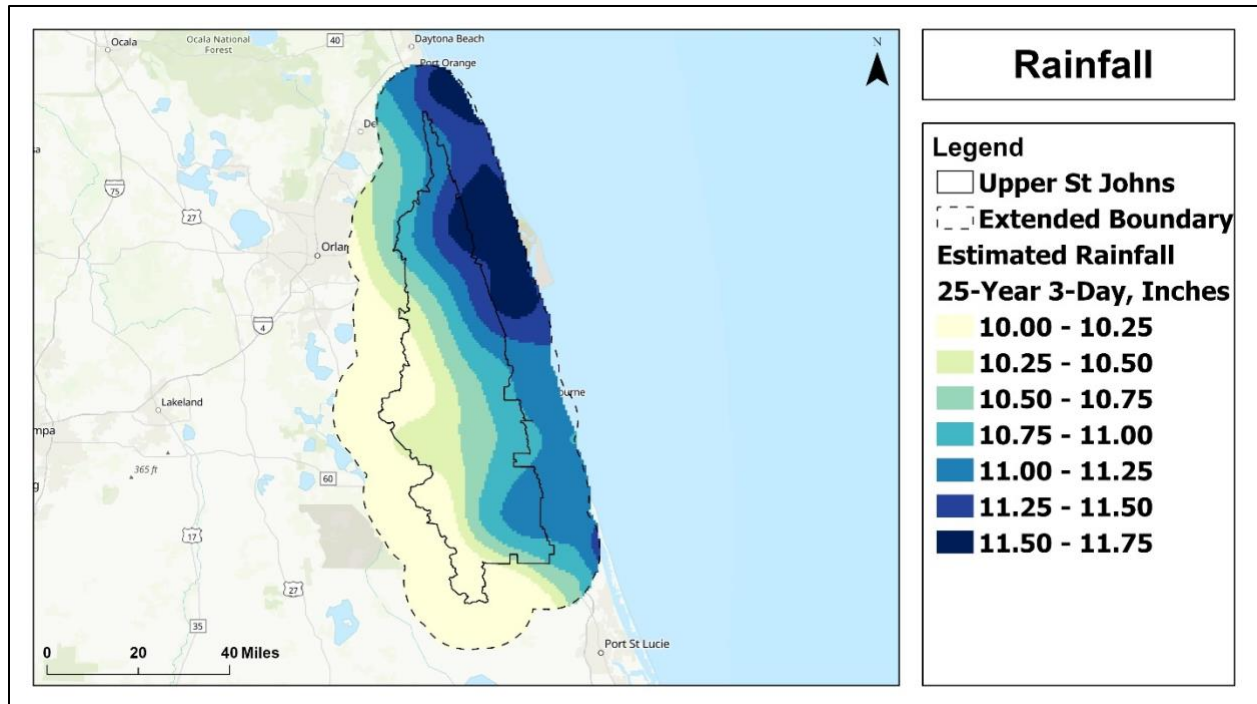 Rainfall
Legend
Upper St Johns
Extended Boundary
Estimated Rainfall
25-Year 3-Day, Inches
10.00 - 10.25
10.25 - 10.50
10.50 - 10.75
10.75 - 11.00
11.00 - 11.25
11.25 - 11.50
11.50 - 11.75
N
Ocala
Ocala National
Forest
40
Daytona Beach
Port Orange
De
75
27
Orlan
4
Lakeland
mpa
365 ft
60
ourne
17
27
35
Port St Lucie
0 20 40 Miles